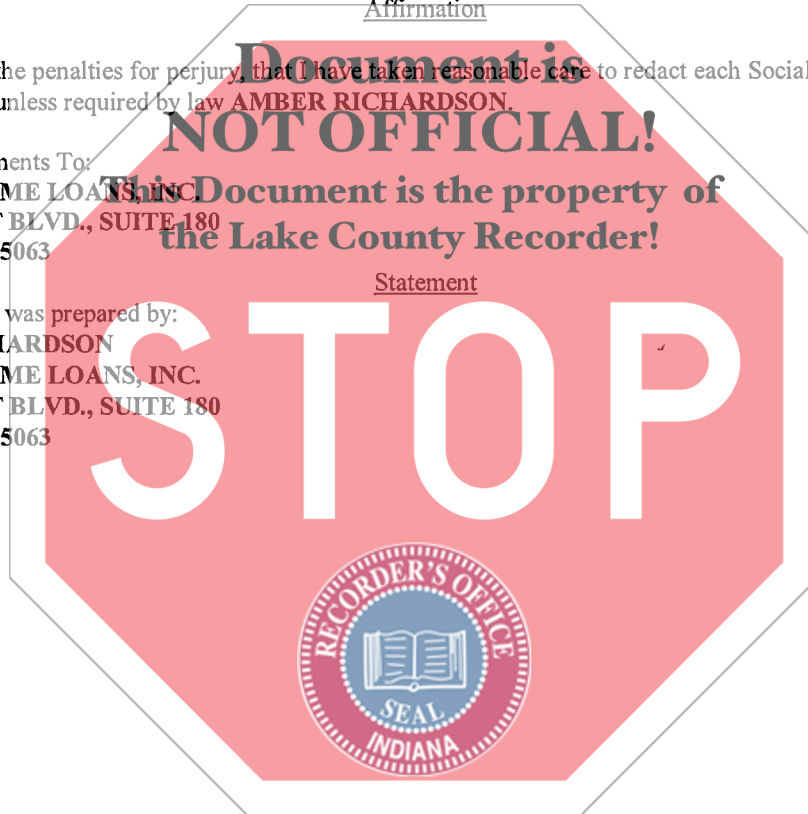 Affirmation
Document is
he penalties for perjury, that I have taken reasonable care to redact each Social
unless required by law AMBER RICHARDSON.
NOT OFFICIAL!
ments To:
ME LOANS, INC.
This Document is the property of
BLVD., SUITE 180
the Lake County Recorder!
5063
Statement
was prepared by:
HARDSON
ME LOANS, INC.
BLVD., SUITE 180
5063
STOP
RECORDER'S OFFICE
SEAL
INDIANA